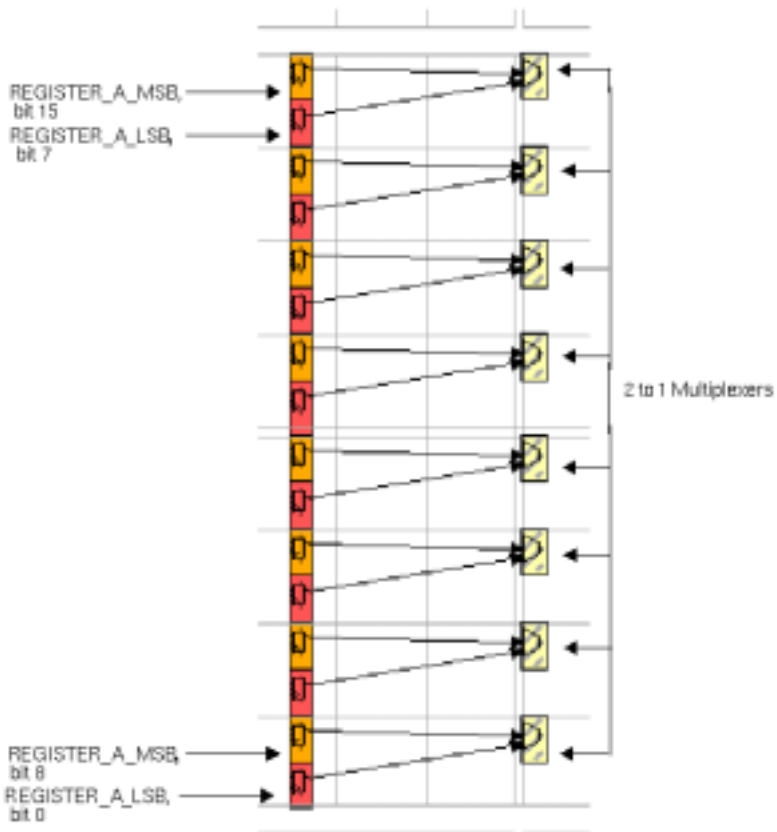 REGISTER_A_MSB,
bit 15
REGISTER_A_LSB,
bit 7
2 to 1 Multiplexers
REGISTER_A_MSB,
bit 8
REGISTER_A_LSB,
bit 0